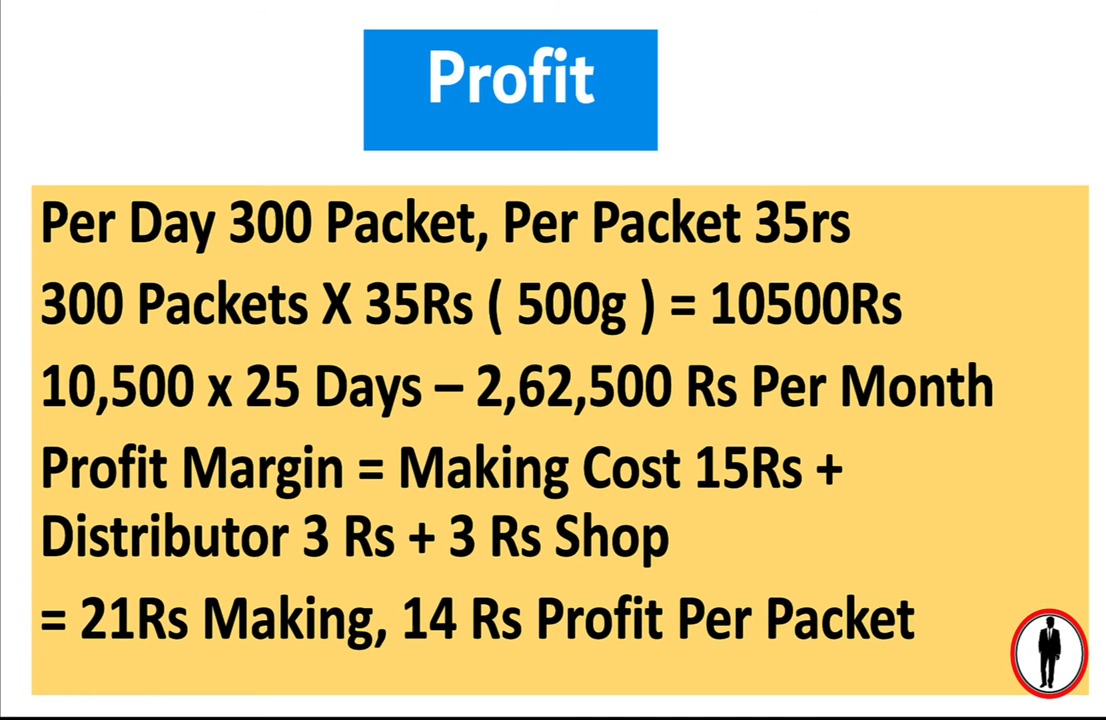 Profit
Per Day 300 Packet, Per Packet 35rs
300 Packets X 35Rs ( 500g ) = 10500Rs
10,500 x 25 Days – 2,62,500 Rs Per Month
Profit Margin = Making Cost 15Rs +
Distributor 3 Rs + 3 Rs Shop
= 21Rs Making, 14 Rs Profit Per Packet